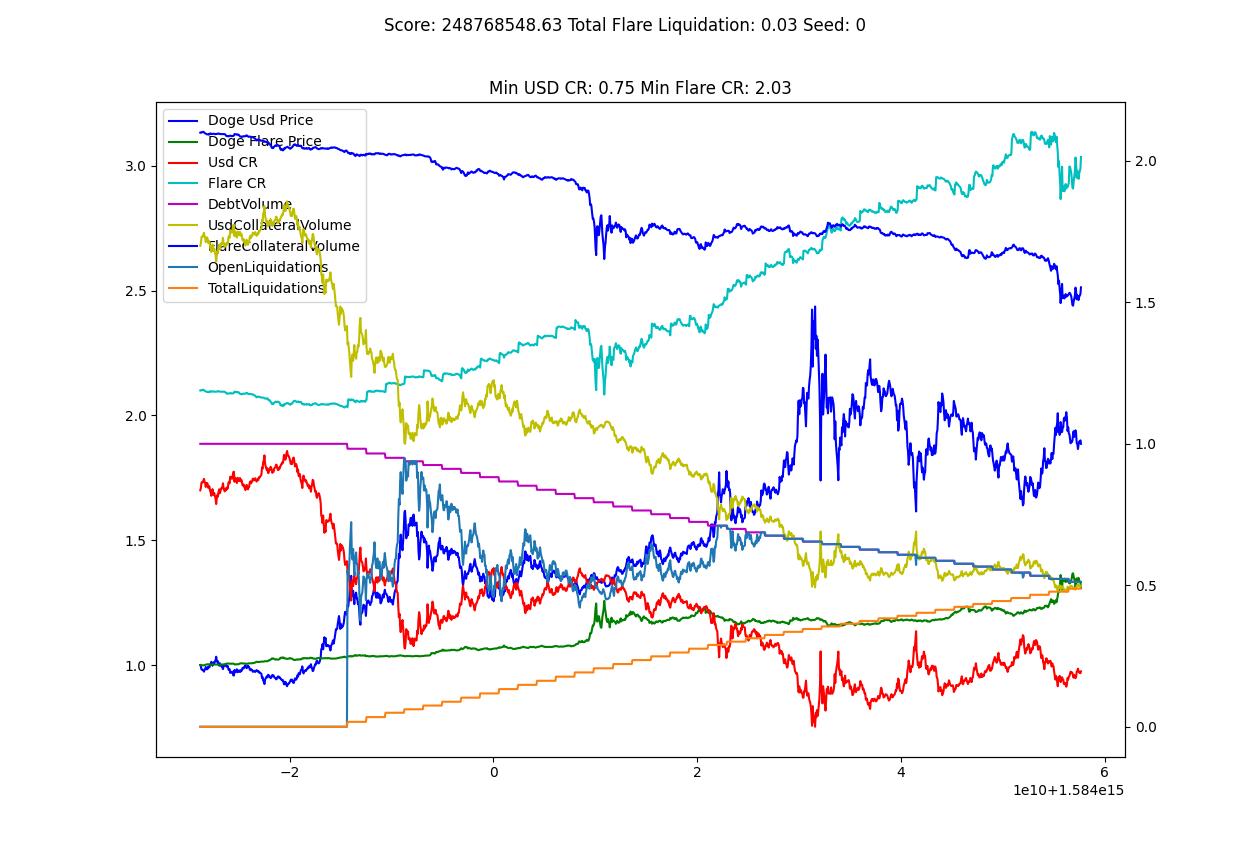 Score: 248768548.63 Total Flare Liquidation: 0.03 Seed: 0
Min USD CR: 0.75 Min Flare CR: 2.03
Doge Usd Price
Doge Flare Price
Usd CR
Flare CR
DebtVolume
UsdCollateralVolume
FlareCollateralVolume
OpenLiquidations
TotalLiquidations
3.0
2.5
2.0
1.5
1.0
2.0
1.5
1.0
0.5
0.0
−2 0 2 4 6
1e10+1.584e15